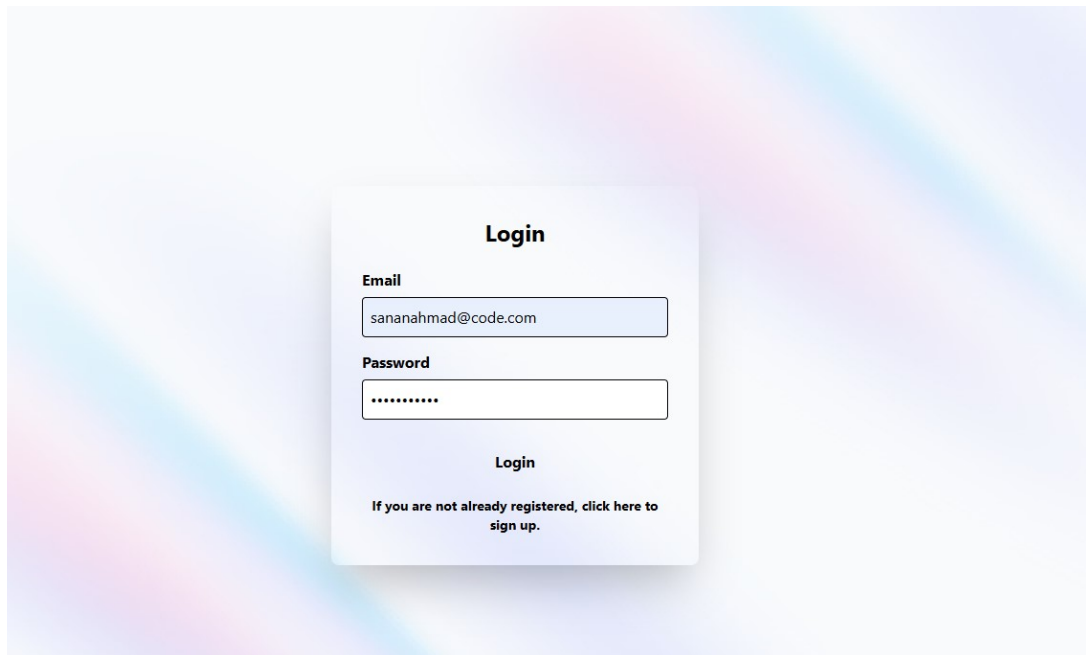 Login
Email
sananahmad@code.com
Password
•••••••••••
Login
If you are not already registered, click here to
sign up.